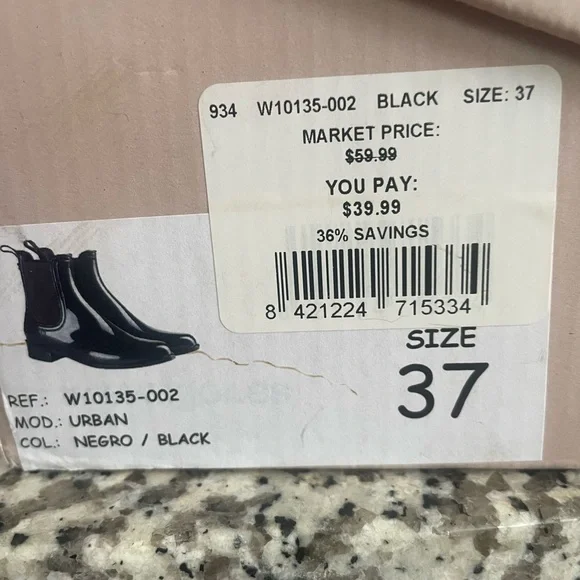 934 W10135-002 BLACK SIZE: 37
MARKET PRICE:
$59.99
YOU PAY:
$39.99
36% SAVINGS
8 421224 715334
SIZE
37
REF.: W10135-002
MOD.: URBAN
COL.: NEGRO / BLACK